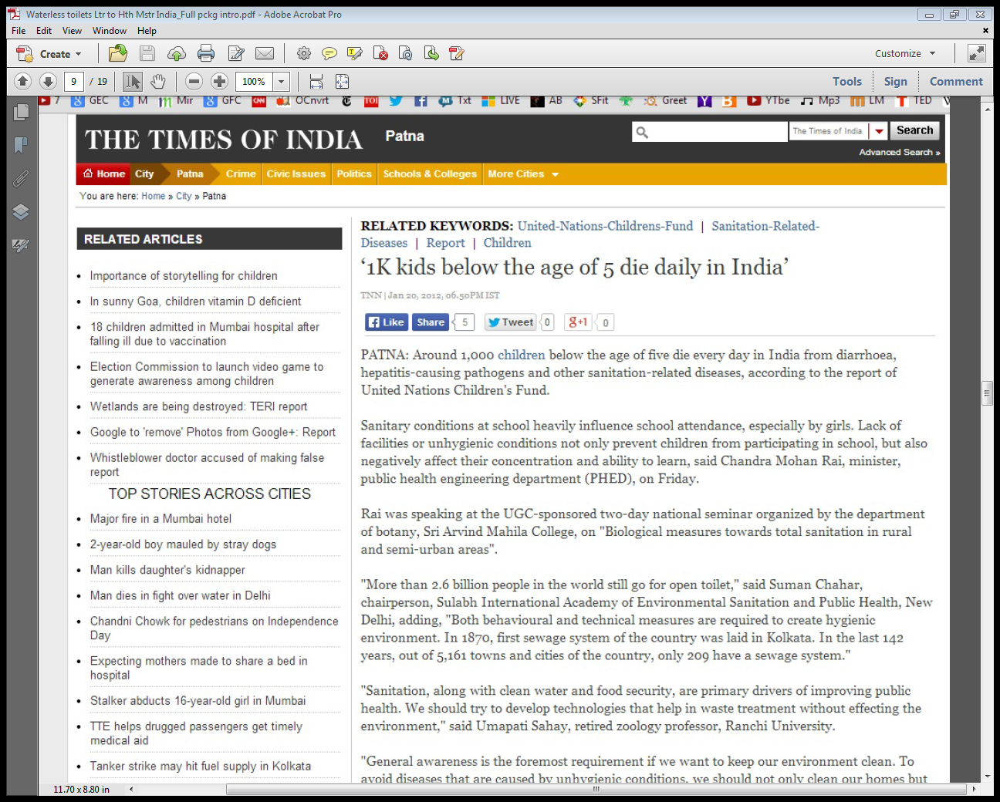 Waterless toilets Ltr to Hth Mstr India_Full pckg intro.pdf - Adobe Acrobat Pro
File Edit View Window Help
Create
Customize
9 / 19
100%
Tools Sign Comment
7 GEC M Mir GFC CNN OCnvrt TOI Txt LIVE AB SFit Greet YTbe Mp3 LM TED
THE TIMES OF INDIA Patna
The Times of India Search
Advanced Search »
Home City Patna Crime Civic Issues Politics Schools & Colleges More Cities
You are here: Home » City » Patna
RELATED ARTICLES
• Importance of storytelling for children
• In sunny Goa, children vitamin D deficient
• 18 children admitted in Mumbai hospital after
falling ill due to vaccination
• Election Commission to launch video game to
generate awareness among children
• Wetlands are being destroyed: TERI report
• Google to 'remove' Photos from Google+: Report
• Whistleblower doctor accused of making false
report
TOP STORIES ACROSS CITIES
• Major fire in a Mumbai hotel
• 2-year-old boy mauled by stray dogs
• Man kills daughter's kidnapper
• Man dies in fight over water in Delhi
• Chandni Chowk for pedestrians on Independence
Day
• Expecting mothers made to share a bed in
hospital
• Stalker abducts 16-year-old girl in Mumbai
• TTE helps drugged passengers get timely
medical aid
• Tanker strike may hit fuel supply in Kolkata
RELATED KEYWORDS: United-Nations-Childrens-Fund | Sanitation-Related-
Diseases | Report | Children
‘1K kids below the age of 5 die daily in India’
TNN | Jan 20, 2012, 06.50PM IST
Like Share 5 Tweet 0 g+1 0
PATNA: Around 1,000 children below the age of five die every day in India from diarrhoea,
hepatitis-causing pathogens and other sanitation-related diseases, according to the report of
United Nations Children's Fund.
Sanitary conditions at school heavily influence school attendance, especially by girls. Lack of
facilities or unhygienic conditions not only prevent children from participating in school, but also
negatively affect their concentration and ability to learn, said Chandra Mohan Rai, minister,
public health engineering department (PHED), on Friday.
Rai was speaking at the UGC-sponsored two-day national seminar organized by the department
of botany, Sri Arvind Mahila College, on "Biological measures towards total sanitation in rural
and semi-urban areas".
"More than 2.6 billion people in the world still go for open toilet," said Suman Chahar,
chairperson, Sulabh International Academy of Environmental Sanitation and Public Health, New
Delhi, adding, "Both behavioural and technical measures are required to create hygienic
environment. In 1870, first sewage system of the country was laid in Kolkata. In the last 142
years, out of 5,161 towns and cities of the country, only 209 have a sewage system."
"Sanitation, along with clean water and food security, are primary drivers of improving public
health. We should try to develop technologies that help in waste treatment without effecting the
environment," said Umapati Sahay, retired zoology professor, Ranchi University.
"General awareness is the foremost requirement if we want to keep our environment clean. To
avoid diseases that are caused by unhygienic conditions, we should not only clean our homes but
11.70 x 8.80 in